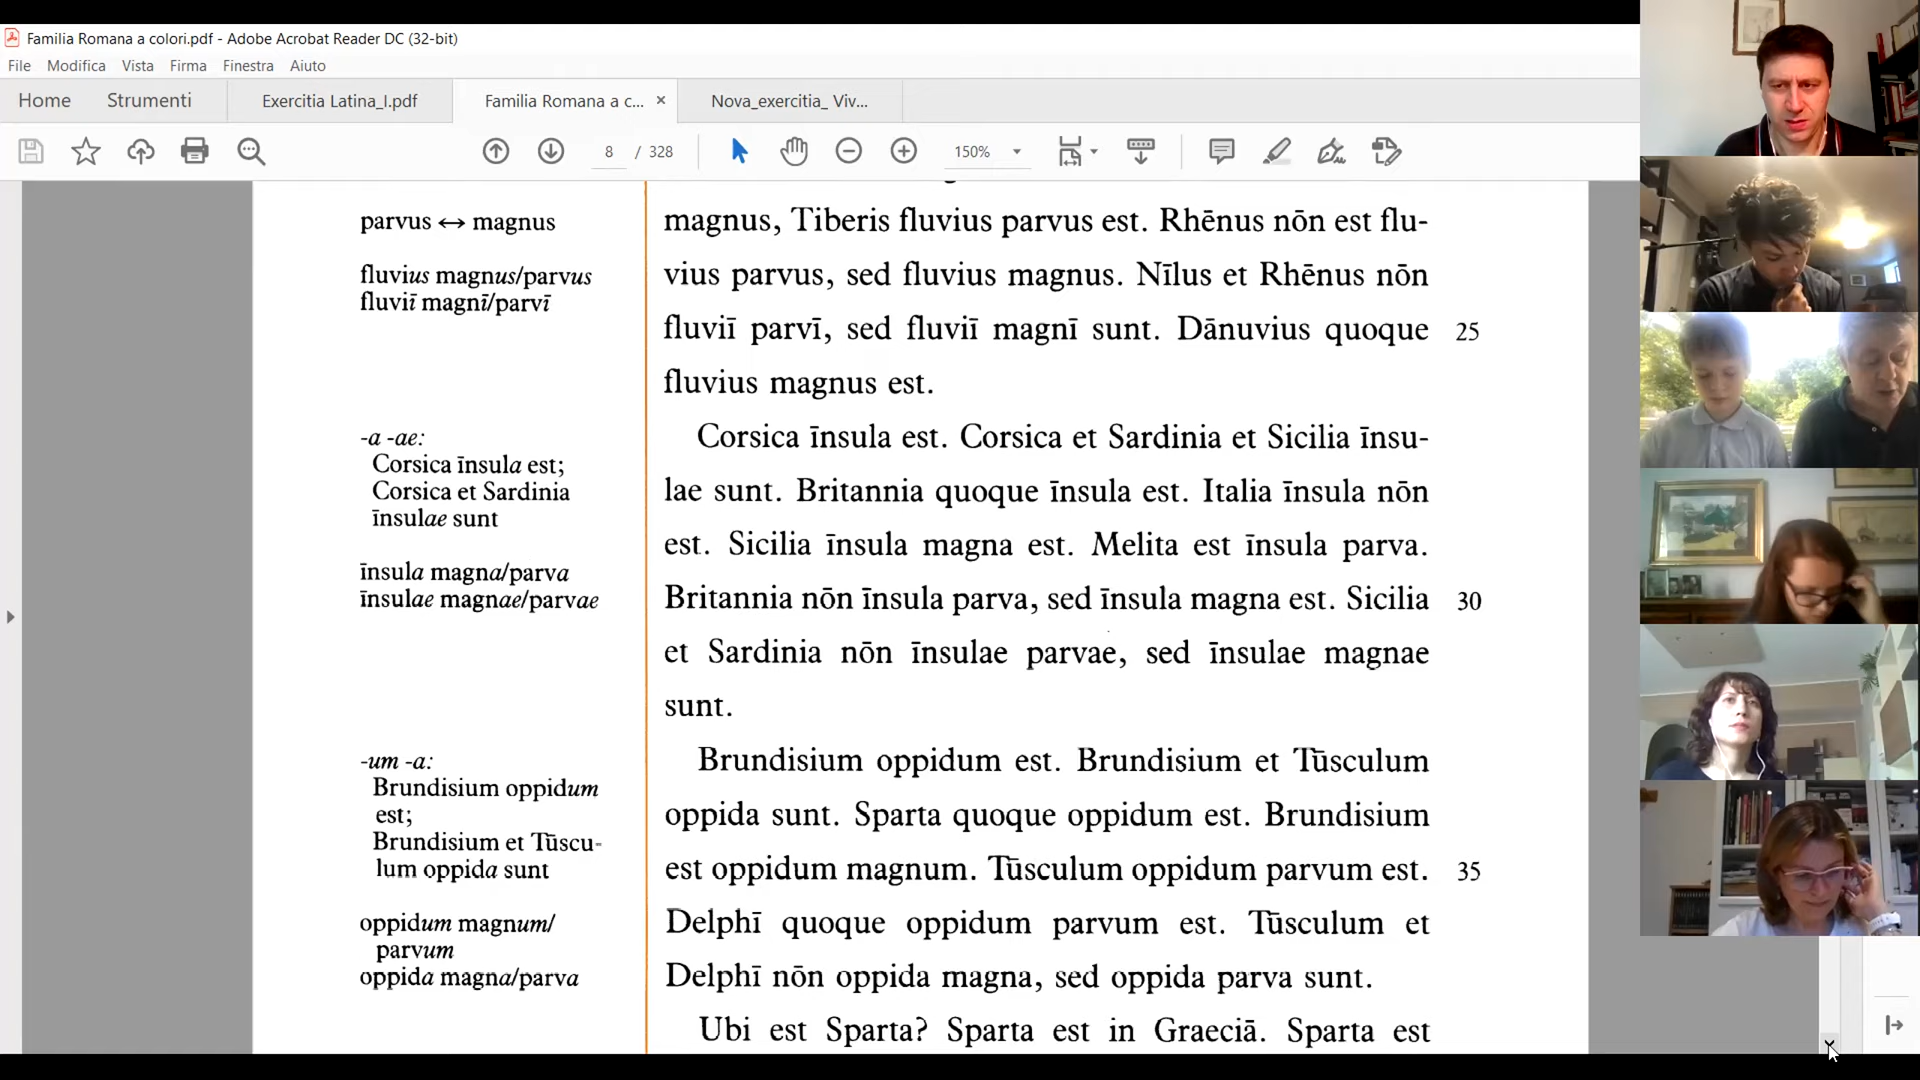 Familia Romana a colori.pdf - Adobe Acrobat Reader DC (32-bit)
File Modifica Vista Firma Finestra Aiuto
Home Strumenti Exercitia Latina_I.pdf Familia Romana a c... × Nova_exercitia_ Viv...
8 / 328 150%
parvus ↔ magnus
fluvius magnus/parvus
fluviī magnī/parvī
-a -ae:
Corsica īnsula est;
Corsica et Sardinia
īnsulae sunt
īnsula magna/parva
īnsulae magnae/parvae
-um -a:
Brundisium oppidum
est;
Brundisium et Tūscu-
lum oppida sunt
oppidum magnum/
parvum
oppida magna/parva
magnus, Tiberis fluvius parvus est. Rhēnus nōn est flu-
vius parvus, sed fluvius magnus. Nīlus et Rhēnus nōn
fluviī parvī, sed fluviī magnī sunt. Dānuvius quoque 25
fluvius magnus est.
Corsica īnsula est. Corsica et Sardinia et Sicilia īnsu-
lae sunt. Britannia quoque īnsula est. Italia īnsula nōn
est. Sicilia īnsula magna est. Melita est īnsula parva.
Britannia nōn īnsula parva, sed īnsula magna est. Sicilia 30
et Sardinia nōn īnsulae parvae, sed īnsulae magnae
sunt.
Brundisium oppidum est. Brundisium et Tūsculum
oppida sunt. Sparta quoque oppidum est. Brundisium
est oppidum magnum. Tūsculum oppidum parvum est. 35
Delphī quoque oppidum parvum est. Tūsculum et
Delphī nōn oppida magna, sed oppida parva sunt.
Ubi est Sparta? Sparta est in Graeciā. Sparta est